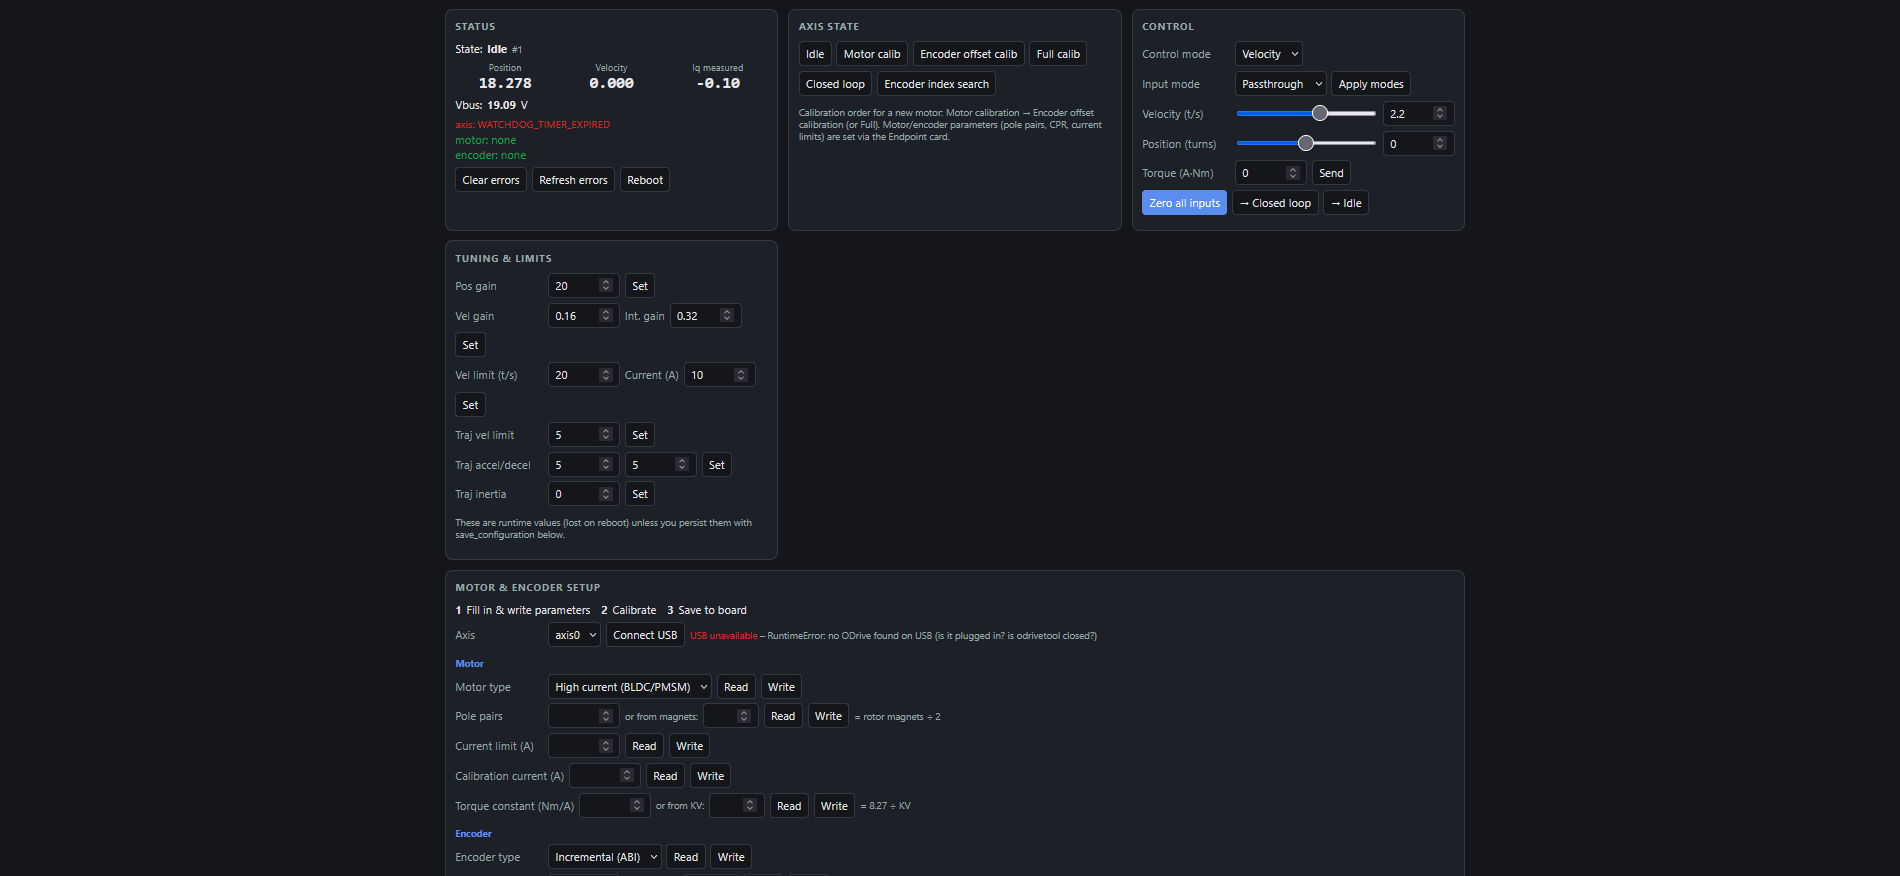 STATUS
State: Idle #1
Position Velocity Iq measured
18.278 0.000 -0.10
Vbus: 19.09 V
axis: WATCHDOG_TIMER_EXPIRED
motor: none
encoder: none
Clear errors Refresh errors Reboot
AXIS STATE
Idle Motor calib Encoder offset calib Full calib
Closed loop Encoder index search
Calibration order for a new motor: Motor calibration → Encoder offset
calibration (or Full). Motor/encoder parameters (pole pairs, CPR, current
limits) are set via the Endpoint card.
CONTROL
Control mode Velocity
Input mode Passthrough Apply modes
Velocity (t/s) 2.2
Position (turns) 0
Torque (A·Nm) 0 Send
Zero all inputs → Closed loop → Idle
TUNING & LIMITS
Pos gain 20 Set
Vel gain 0.16 Int. gain 0.32
Set
Vel limit (t/s) 20 Current (A) 10
Set
Traj vel limit 5 Set
Traj accel/decel 5 5 Set
Traj inertia 0 Set
These are runtime values (lost on reboot) unless you persist them with
save_configuration below.
MOTOR & ENCODER SETUP
1 Fill in & write parameters 2 Calibrate 3 Save to board
Axis axis0 Connect USB USB unavailable – RuntimeError: no ODrive found on USB (is it plugged in? is odrivetool closed?)
Motor
Motor type High current (BLDC/PMSM) Read Write
Pole pairs or from magnets: Read Write = rotor magnets ÷ 2
Current limit (A) Read Write
Calibration current (A) Read Write
Torque constant (Nm/A) or from KV: Read Write = 8.27 ÷ KV
Encoder
Encoder type Incremental (ABI) Read Write